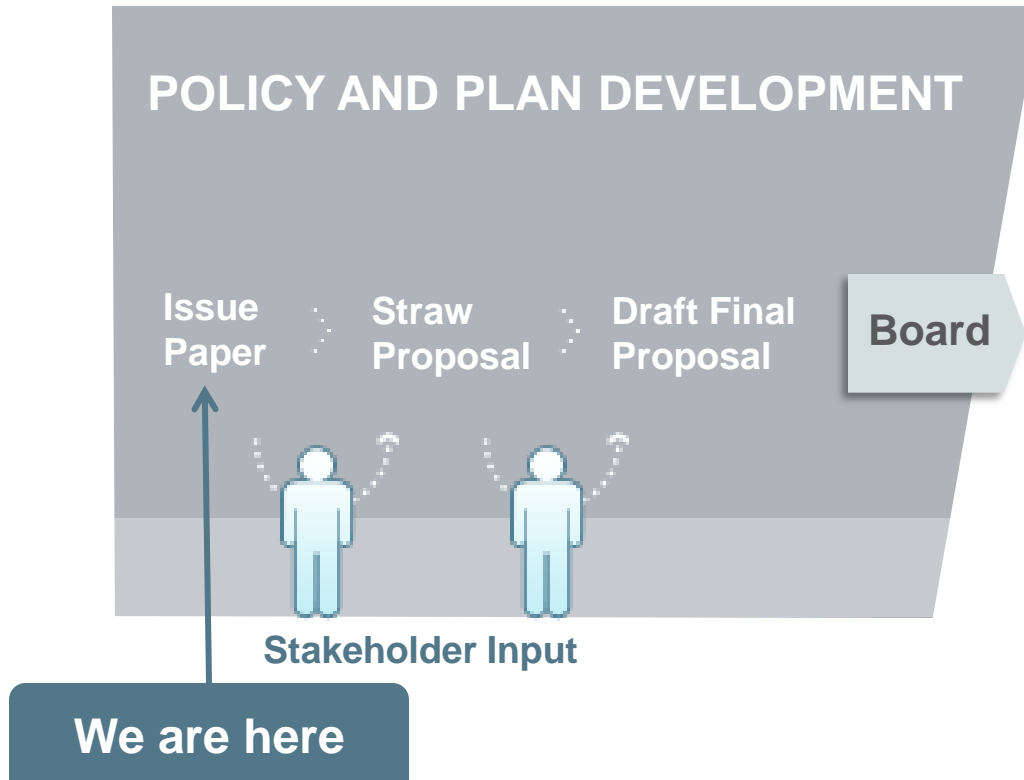 POLICY AND PLAN DEVELOPMENT
Issue
Paper
Straw
Proposal
Draft Final
Proposal
Board
Stakeholder Input
We are here